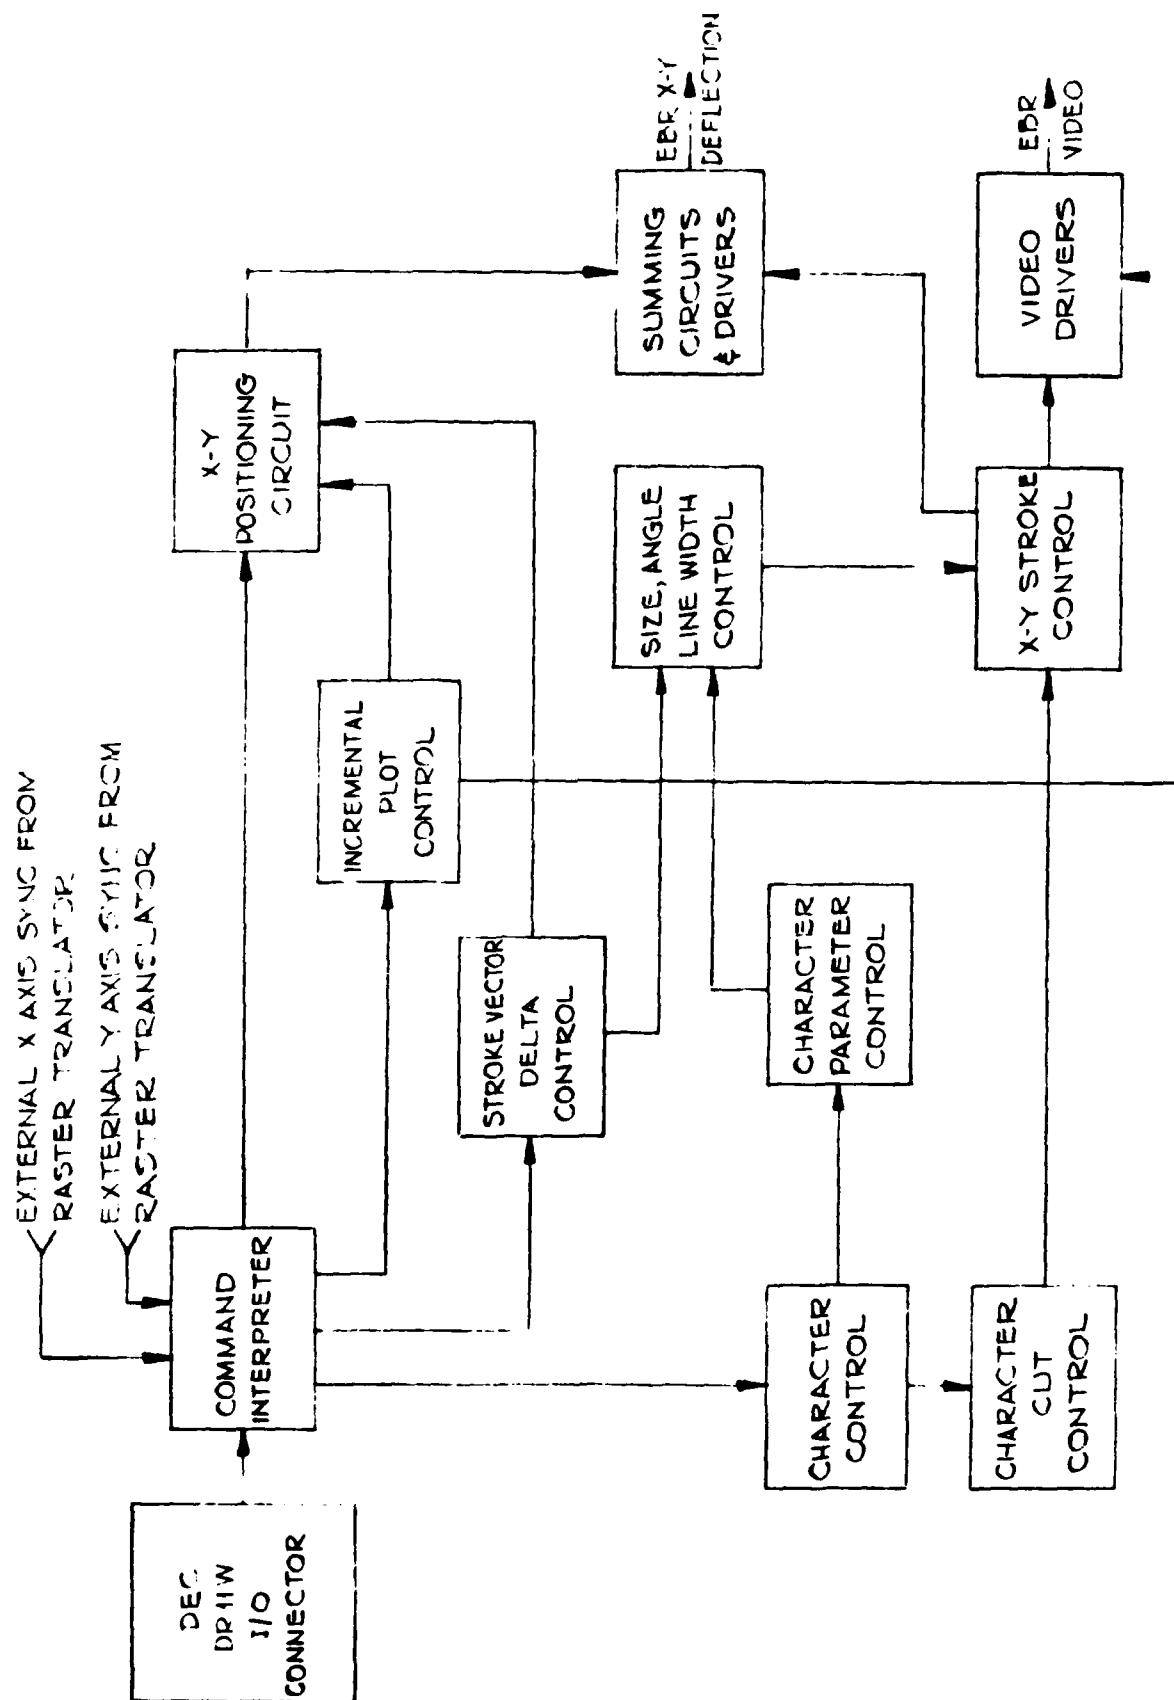 EXTERNAL X AXIS SYNC FROM
RASTER TRANSLATOR
EXTERNAL Y AXIS SYNC FROM
RASTER TRANSLATOR
DEC
DR11W
I/O
CONNECTOR
COMMAND
INTERPRETER
X-Y
POSITIONING
CIRCUIT
INCREMENTAL
PLOT
CONTROL
STROKE VECTOR
DELTA
CONTROL
SUMMING
CIRCUITS
& DRIVERS
EBR X-Y
DEFLECTION
SIZE, ANGLE
LINE WIDTH
CONTROL
CHARACTER
PARAMETER
CONTROL
CHARACTER
CONTROL
CHARACTER
CUT
CONTROL
X-Y STROKE
CONTROL
VIDEO
DRIVERS
EBR
VIDEO